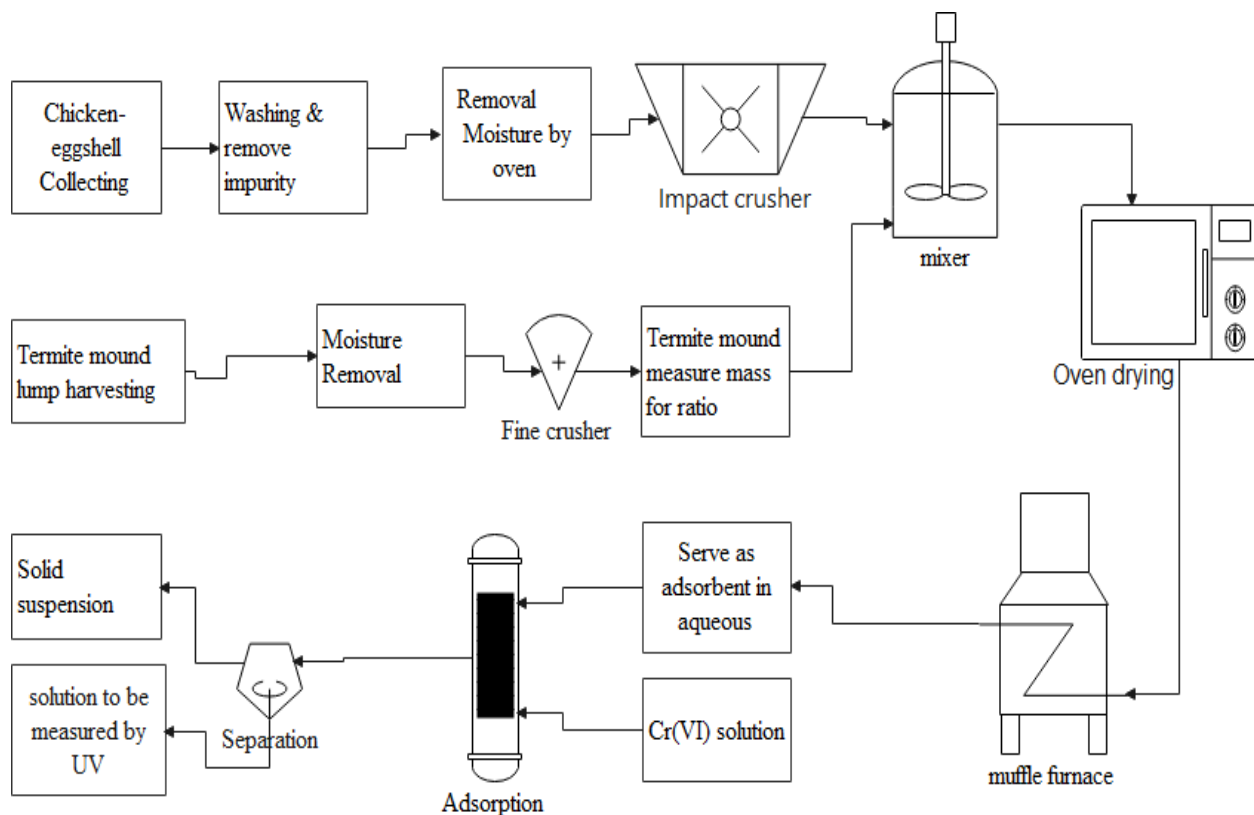 Chicken-
eggshell
Collecting
Washing &
remove
impurity
Removal
Moisture by
oven
Impact crusher
mixer
Oven drying
Termite mound
lump harvesting
Moisture
Removal
Fine crusher
Termite mound
measure mass
for ratio
Solid
suspension
solution to be
measured by
UV
Separation
Adsorption
Serve as
adsorbent in
aqueous
Cr(VI) solution
muffle furnace